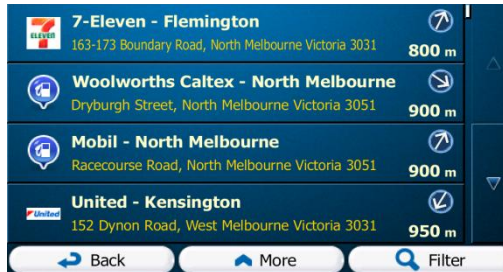 7-Eleven - Flemington
ELEVEN
163-173 Boundary Road, North Melbourne Victoria 3031
800 m
Woolworths Caltex - North Melbourne
Dryburgh Street, North Melbourne Victoria 3051
900 m
Mobil - North Melbourne
Racecourse Road, North Melbourne Victoria 3051
900 m
United - Kensington
United
152 Dynon Road, West Melbourne Victoria 3031
950 m
Back More Filter